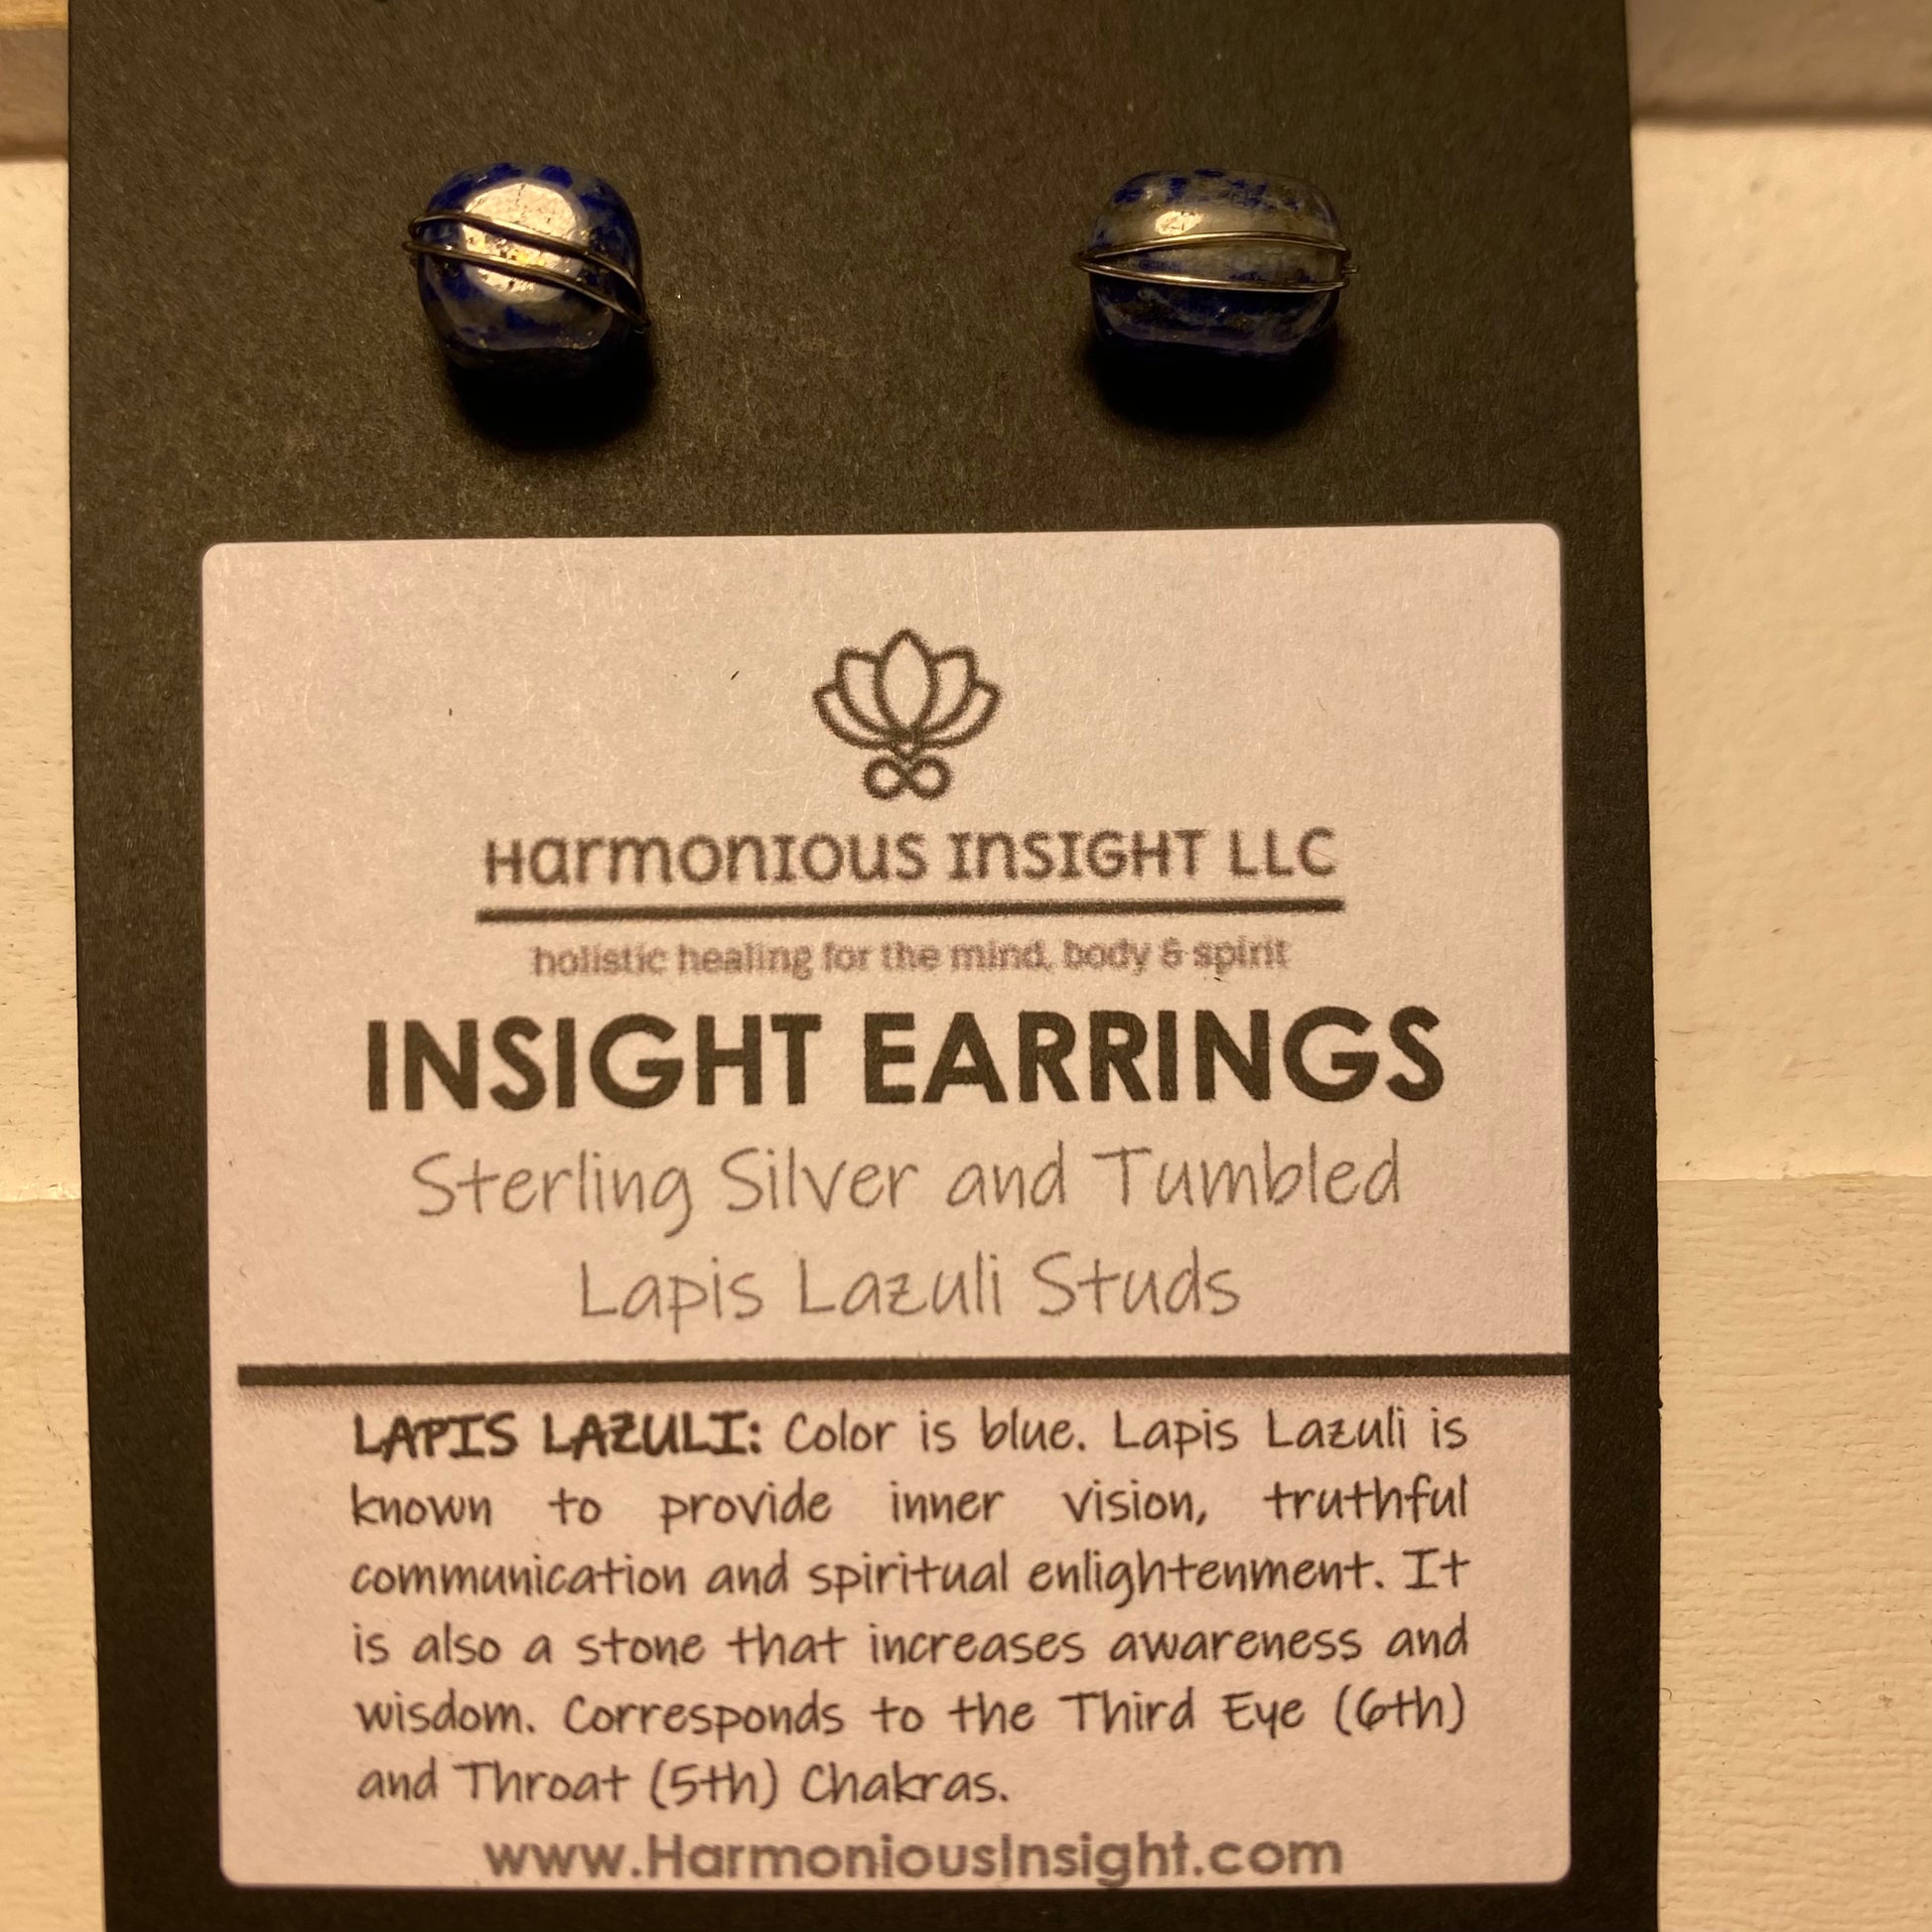 Harmonious Insight LLC
holistic healing for the mind, body & spirit
INSIGHT EARRINGS
Sterling Silver and Tumbled
Lapis Lazuli Studs
LAPIS LAZULI: Color is blue. Lapis Lazuli is
known to provide inner vision, truthful
communication and spiritual enlightenment. It
is also a stone that increases awareness and
wisdom. Corresponds to the Third Eye (6th)
and Throat (5th) Chakras.
www.HarmoniousInsight.com